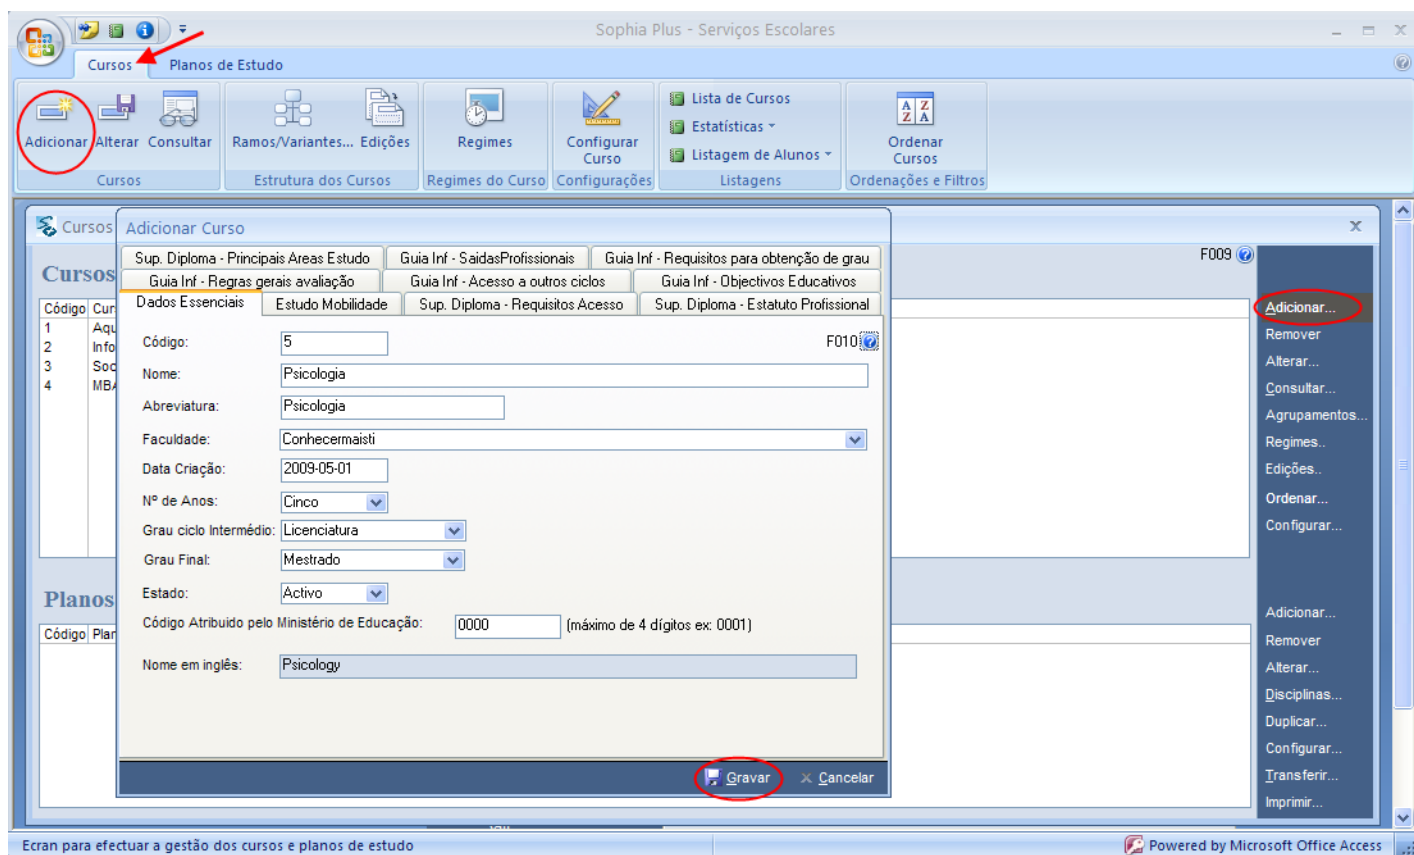 Sophia Plus - Serviços Escolares
Cursos Planos de Estudo
Adicionar Alterar Consultar Ramos/Variantes... Edições Regimes Configurar Curso
Lista de Cursos
Estatísticas
Listagem de Alunos
Ordenar Cursos
Cursos Estrutura dos Cursos Regimes do Curso Configurações Listagens Ordenações e Filtros
Cursos
Adicionar Curso
Sup. Diploma - Principais Areas Estudo Guia Inf - SaidasProfissionais Guia Inf - Requisitos para obtenção de grau
Guia Inf - Regras gerais avaliação Guia Inf - Acesso a outros ciclos Guia Inf - Objectivos Educativos
Dados Essenciais Estudo Mobilidade Sup. Diploma - Requisitos Acesso Sup. Diploma - Estatuto Profissional
Código: 5 F010
Nome: Psicologia
Abreviatura: Psicologia
Faculdade: Conhecermaisti
Data Criação: 2009-05-01
Nº de Anos: Cinco
Grau ciclo Intermédio: Licenciatura
Grau Final: Mestrado
Estado: Activo
Código Atribuido pelo Ministério de Educação: 0000 (máximo de 4 dígitos ex: 0001)
Nome em inglês: Psicology
Gravar Cancelar
F009
Cursos
Código Cur
1 Aqu
2 Info
3 Soc
4 MBA
Planos
Código Plan
Adicionar...
Remover
Alterar...
Consultar...
Agrupamentos...
Regimes..
Edições..
Ordenar...
Configurar...
Adicionar...
Remover
Alterar...
Disciplinas...
Duplicar...
Configurar...
Transferir...
Imprimir...
Ecran para efectuar a gestão dos cursos e planos de estudo
Powered by Microsoft Office Access